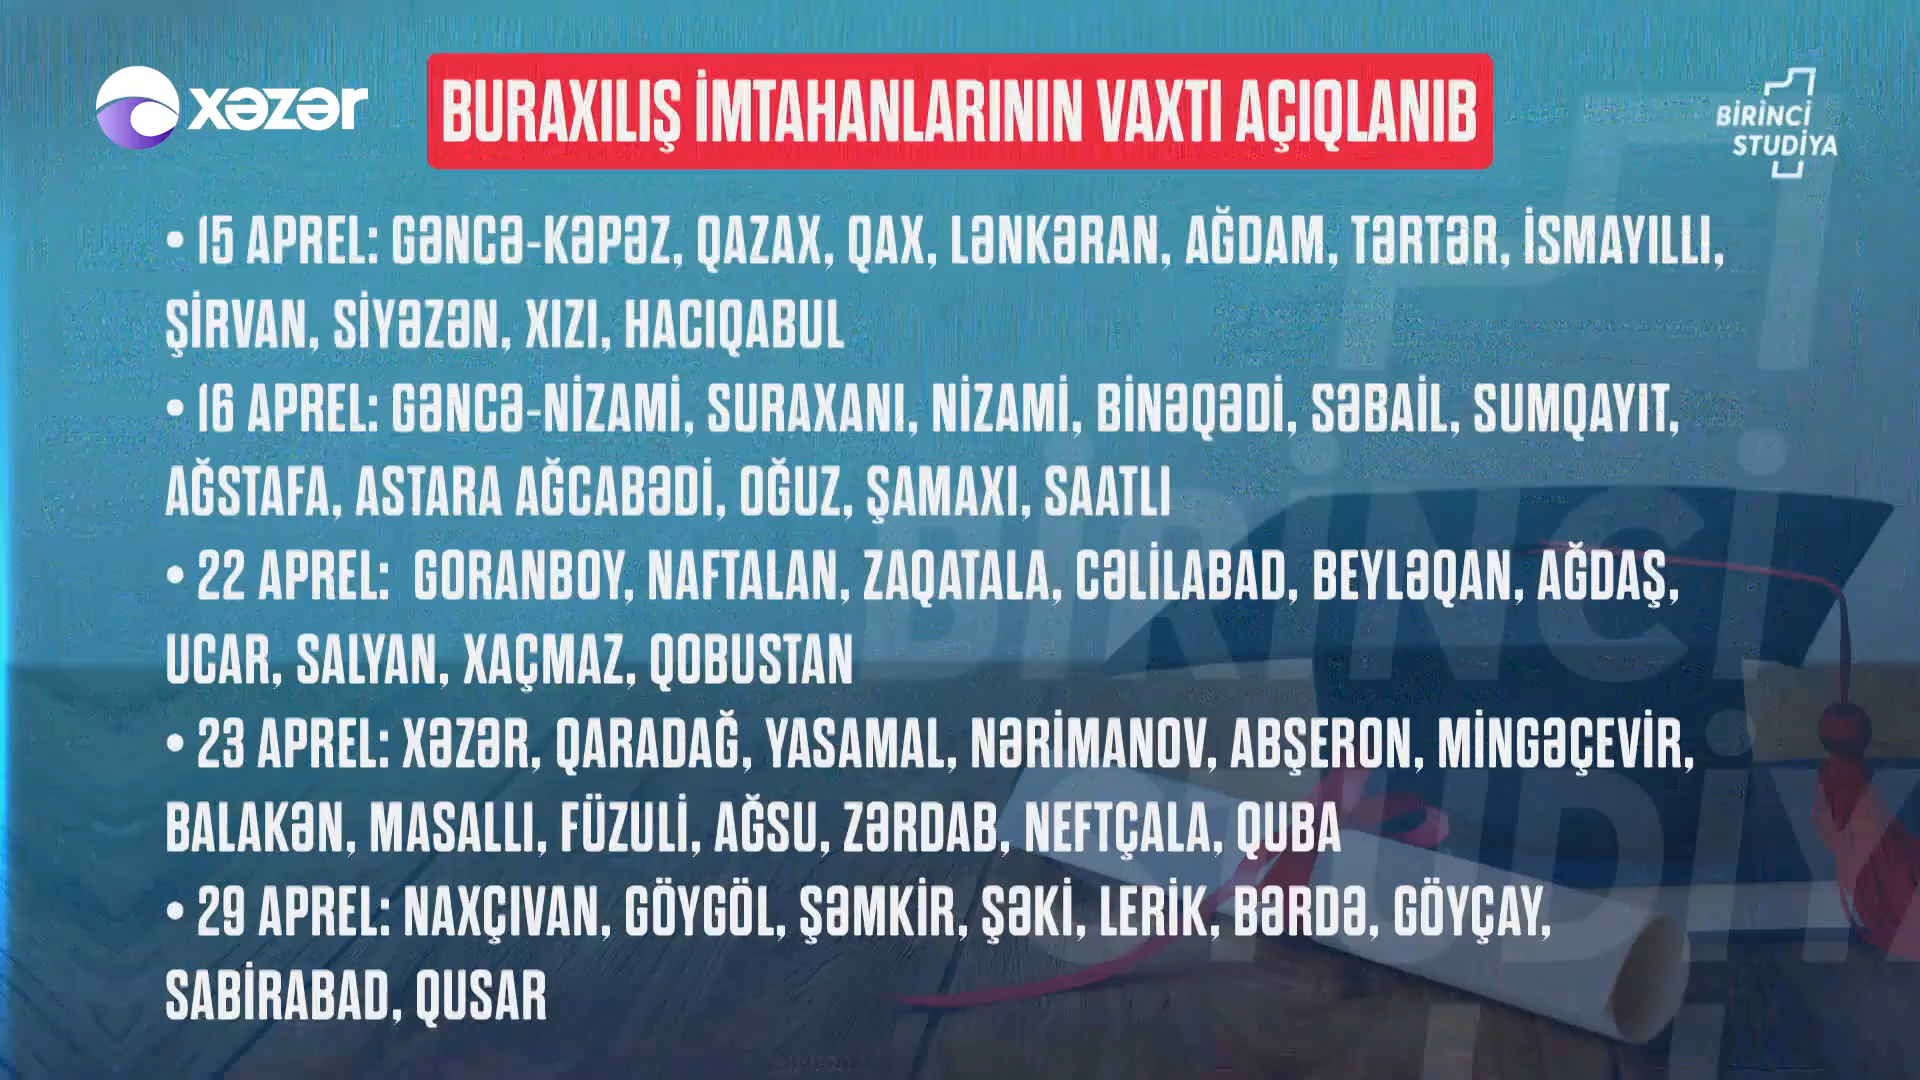 xəzər
BURAXILIŞ İMTAHANLARININ VAXTI AÇIQLANIB
BİRİNCİ
STUDİYA
• 15 APREL: GƏNCƏ-KƏPƏZ, QAZAX, QAX, LƏNKƏRAN, AĞDAM, TƏRTƏR, İSMAYILLI,
ŞİRVAN, SİYƏZƏN, XIZI, HACIQABUL
• 16 APREL: GƏNCƏ-NİZAMİ, SURAXANI, NİZAMİ, BİNƏQƏDİ, SƏBAİL, SUMQAYIT,
AĞSTAFA, ASTARA AĞCABƏDİ, OĞUZ, ŞAMAXI, SAATLI
• 22 APREL: GORANBOY, NAFTALAN, ZAQATALA, CƏLİLABAD, BEYLƏQAN, AĞDAŞ,
UCAR, SALYAN, XAÇMAZ, QOBUSTAN
• 23 APREL: XƏZƏR, QARADAĞ, YASAMAL, NƏRİMANOV, ABŞERON, MİNGƏÇEVİR,
BALAKƏN, MASALLI, FÜZULİ, AĞSU, ZƏRDAB, NEFTÇALA, QUBA
• 29 APREL: NAXÇIVAN, GÖYGÖL, ŞƏMKİR, ŞƏKİ, LERİK, BƏRDƏ, GÖYÇAY,
SABİRABAD, QUSAR
BİRİNCİ
STUDİY